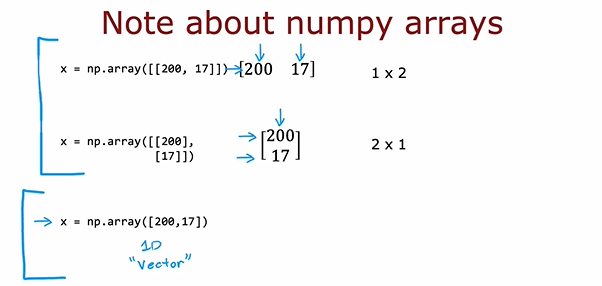 Note about numpy arrays
x = np.array([[200, 17]]) [200 17] 1 x 2
x = np.array([[200], [200
[17]]) 17] 2 x 1
x = np.array([200,17])
1D
"Vector"